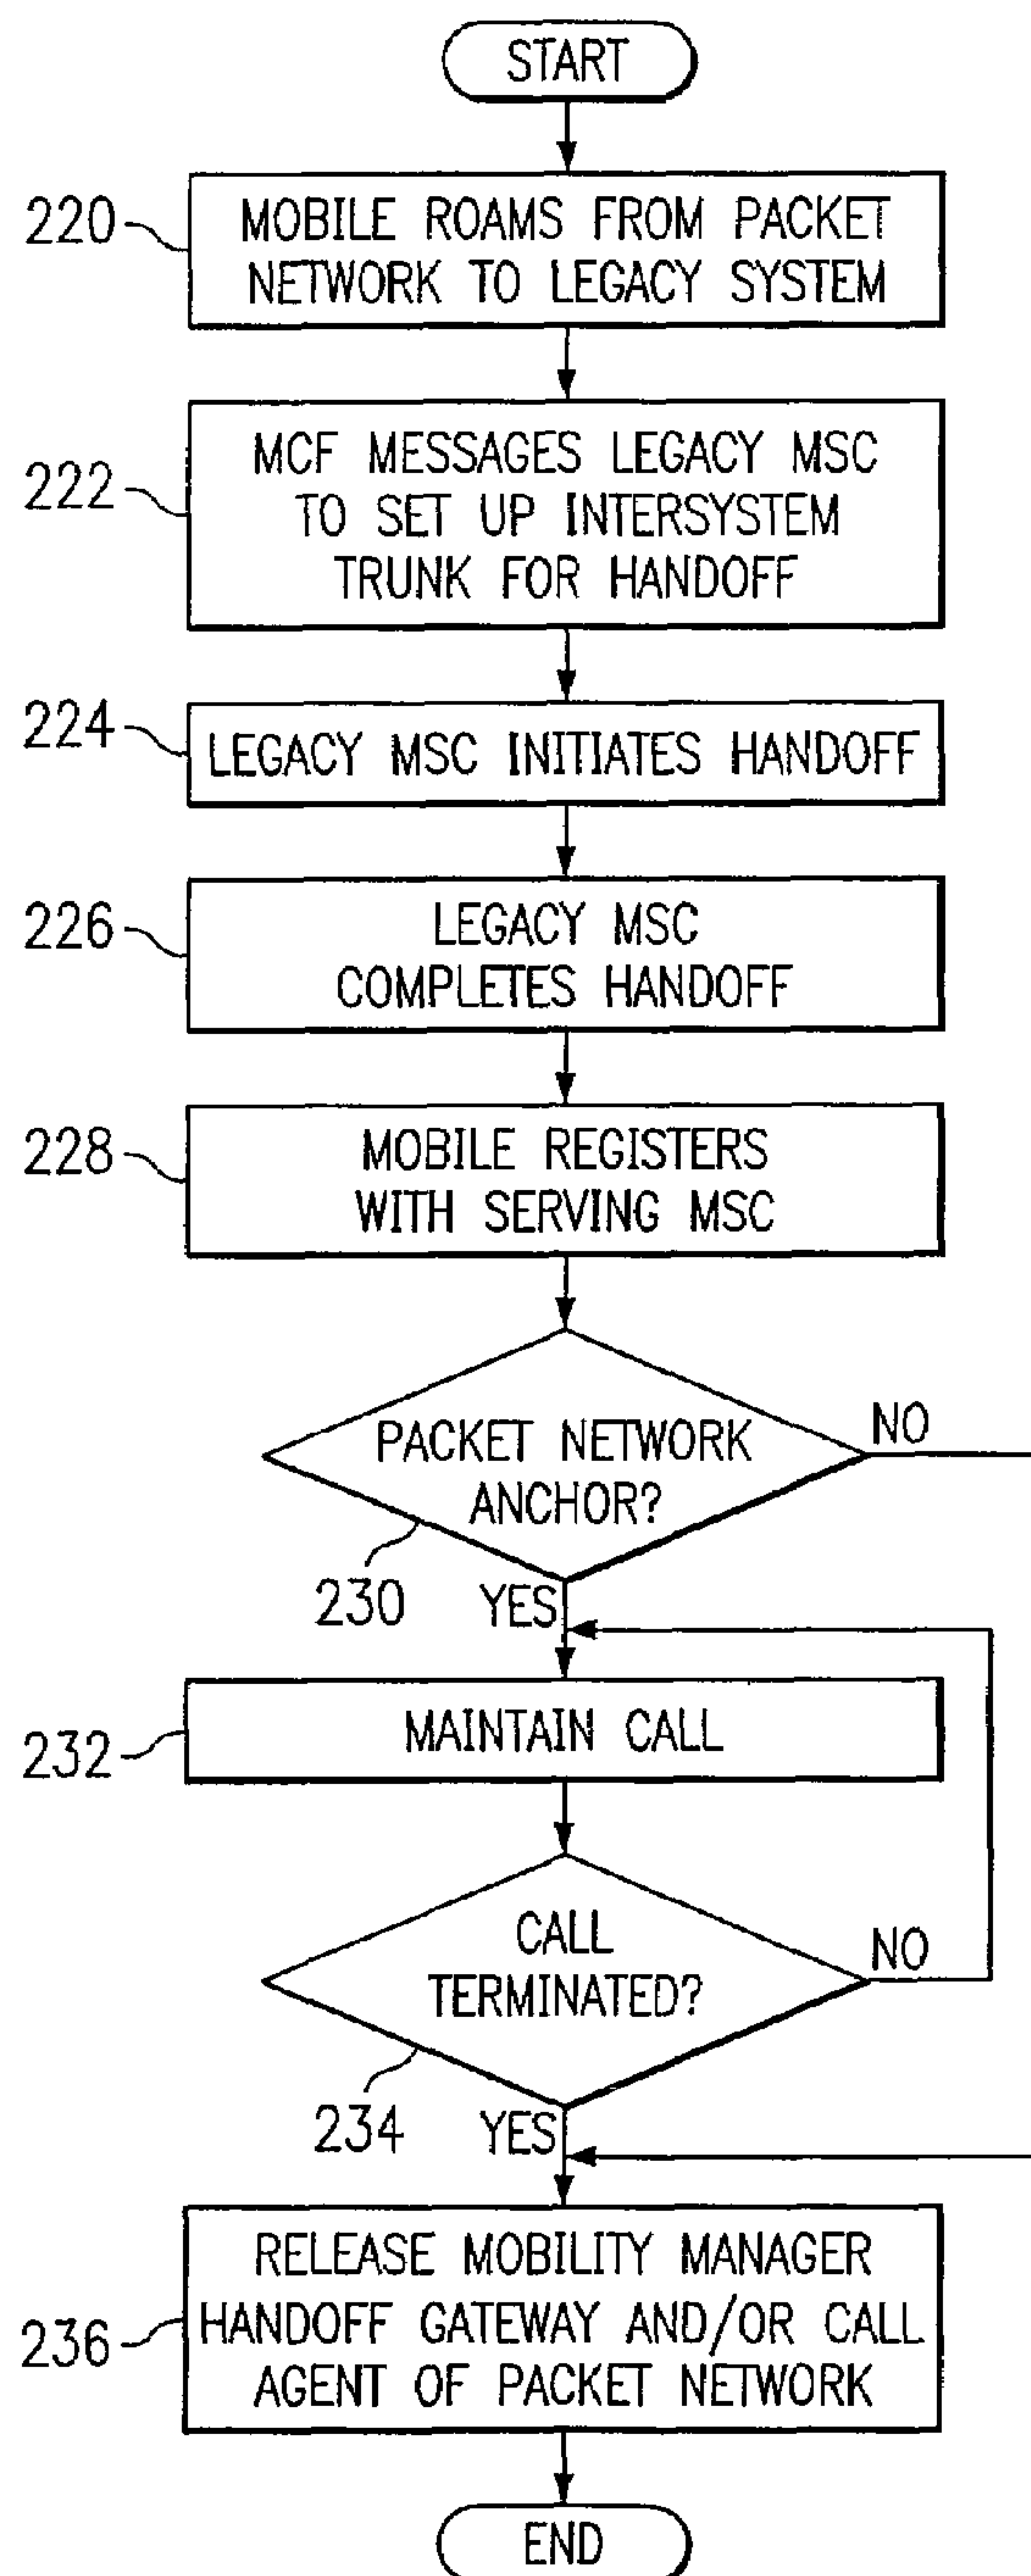 START
220
MOBILE ROAMS FROM PACKET
NETWORK TO LEGACY SYSTEM
222
MCF MESSAGES LEGACY MSC
TO SET UP INTERSYSTEM
TRUNK FOR HANDOFF
224
LEGACY MSC INITIATES HANDOFF
226
LEGACY MSC
COMPLETES HANDOFF
228
MOBILE REGISTERS
WITH SERVING MSC
PACKET NETWORK
ANCHOR?
NO
230
YES
232
MAINTAIN CALL
CALL
TERMINATED?
NO
234
YES
236
RELEASE MOBILITY MANAGER
HANDOFF GATEWAY AND/OR CALL
AGENT OF PACKET NETWORK
END